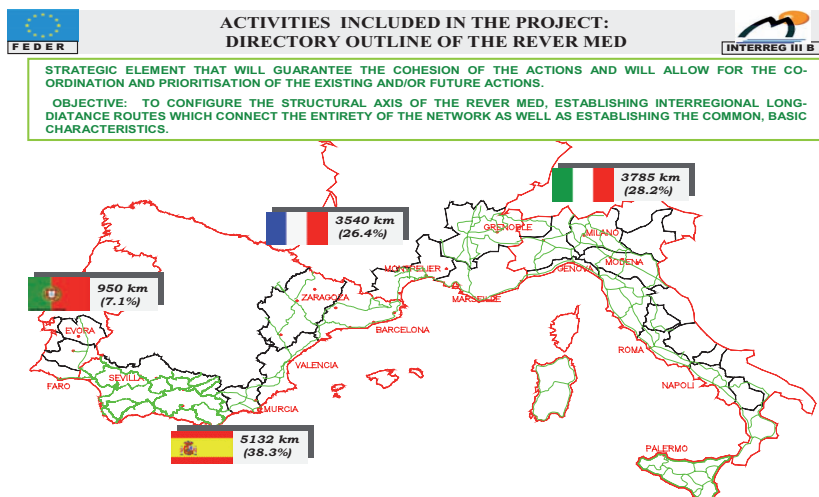 FEDER
ACTIVITIES INCLUDED IN THE PROJECT:
DIRECTORY OUTLINE OF THE REVER MED
INTERREG III B
STRATEGIC ELEMENT THAT WILL GUARANTEE THE COHESION OF THE ACTIONS AND WILL ALLOW FOR THE CO-
ORDINATION AND PRIORITISATION OF THE EXISTING AND/OR FUTURE ACTIONS.
OBJECTIVE: TO CONFIGURE THE STRUCTURAL AXIS OF THE REVER MED, ESTABLISHING INTERREGIONAL LONG-
DIATANCE ROUTES WHICH CONNECT THE ENTIRETY OF THE NETWORK AS WELL AS ESTABLISHING THE COMMON, BASIC
CHARACTERISTICS.
3785 km
(28.2%)
3540 km
(26.4%)
GRENOBLE
MILANO
MODENA
GENOVA
MONTPELIER
MARSEILLE
950 km
(7.1%)
ZARAGOZA
BARCELONA
EVORA
ROMA
VALENCIA
SEVILLA
FARO
NAPOLI
MURCIA
5132 km
(38.3%)
PALERMO